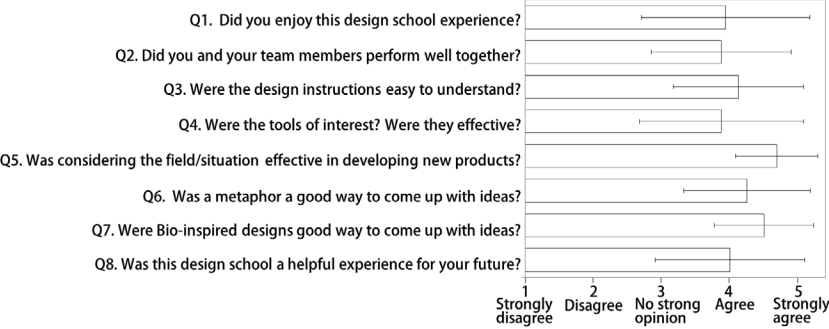 Q1. Did you enjoy this design school experience?
Q2. Did you and your team members perform well together?
Q3. Were the design instructions easy to understand?
Q4. Were the tools of interest? Were they effective?
Q5. Was considering the field/situation effective in developing new products?
Q6. Was a metaphor a good way to come up with ideas?
Q7. Were Bio-inspired designs good way to come up with ideas?
Q8. Was this design school a helpful experience for your future?
1 2 3 4 5
Strongly disagree Disagree No strong opinion Agree Strongly agree